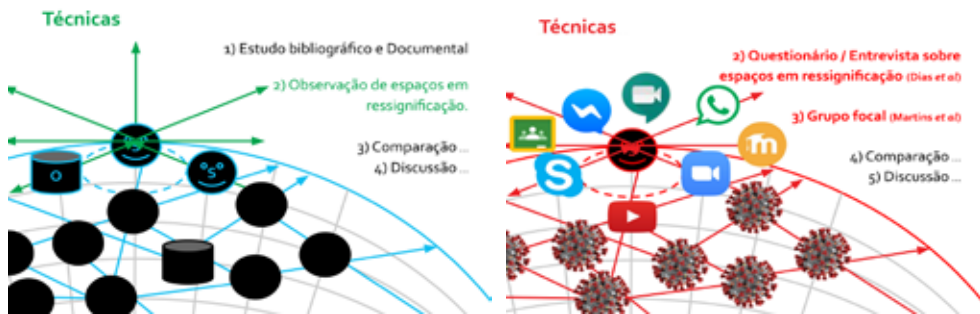 Técnicas
1) Estudo bibliográfico e Documental
2) Observação de espaços em
ressignificação.
3) Comparação ...
4) Discussão ...
O
S
Técnicas
2) Questionário / Entrevista sobre
espaços em ressignificação (Dias et al)
3) Grupo focal (Martins et al)
4) Comparação ...
5) Discussão ...
S
m